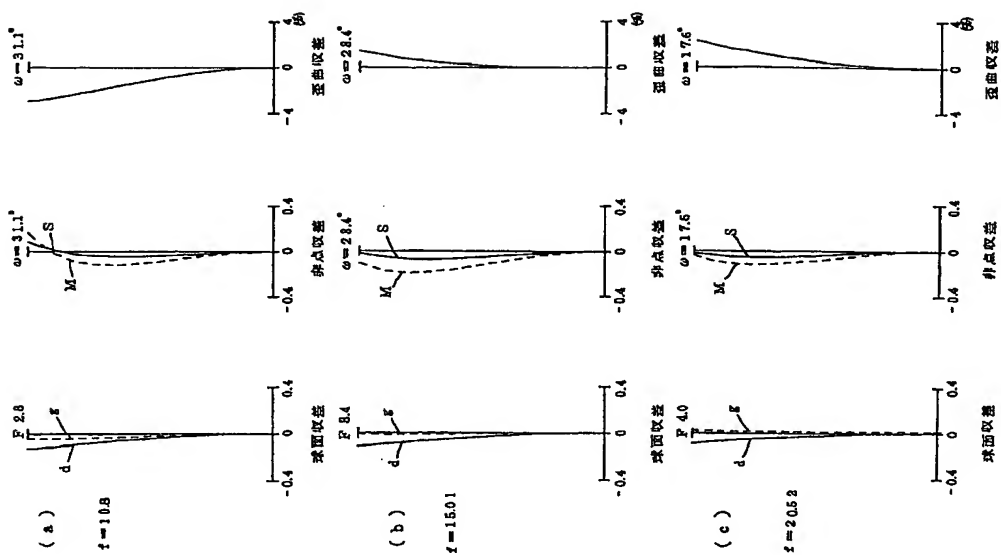 (a)
f=10.8
F 2.8
ω=31.1°
ω=31.1°
d
g
M
S
-0.4 0 0.4
球面収差
-0.4 0 0.4
非点収差
-4 0 4
(%)
歪曲収差
(b)
f=15.01
F 3.4
ω=23.4°
ω=23.4°
d
g
M
S
-0.4 0 0.4
球面収差
-0.4 0 0.4
非点収差
-4 0 4
(%)
歪曲収差
(c)
f=20.52
F 4.0
ω=17.6°
ω=17.6°
d
g
M
S
-0.4 0 0.4
球面収差
-0.4 0 0.4
非点収差
-4 0 4
(%)
歪曲収差